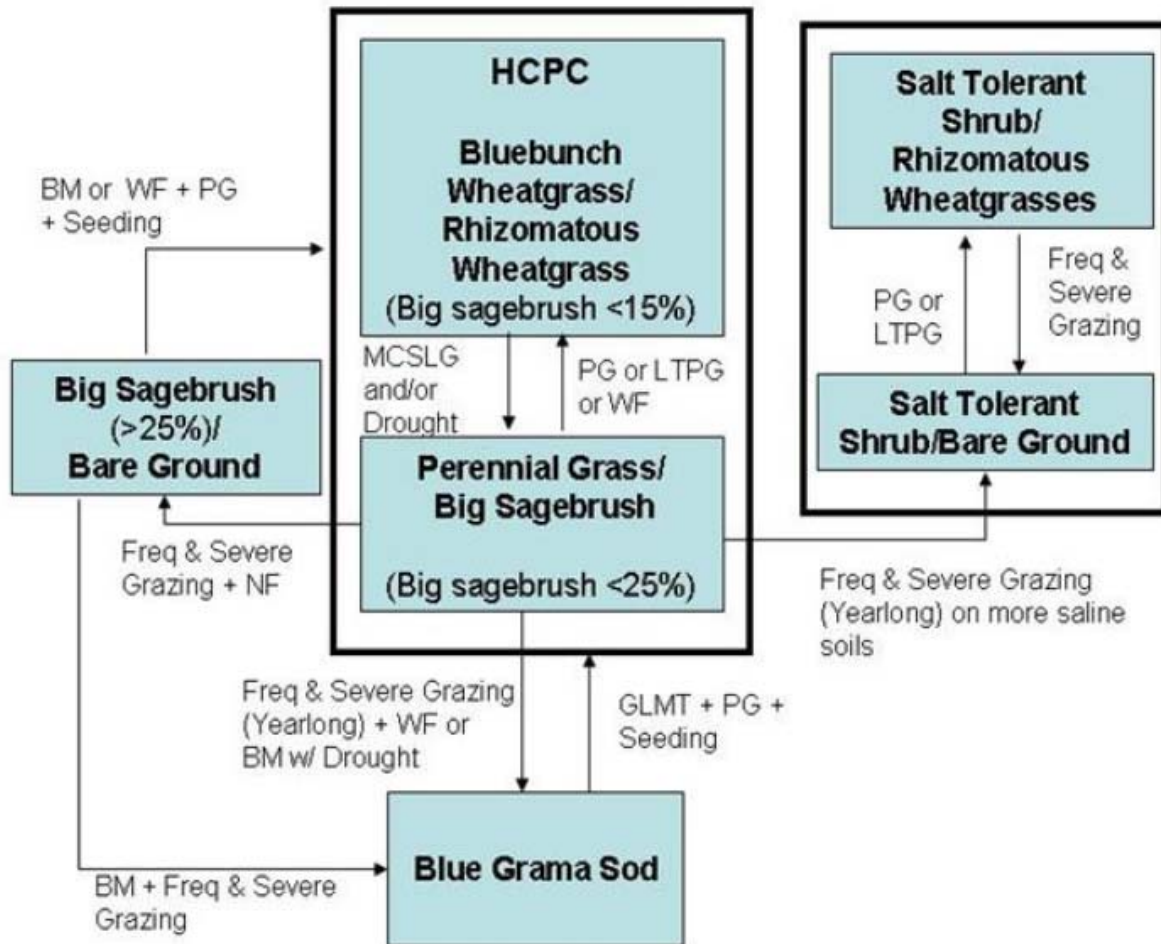 HCPC
Bluebunch
Wheatgrass/
Rhizomatous
Wheatgrass
(Big sagebrush <15%)
Salt Tolerant
Shrub/
Rhizomatous
Wheatgrasses
BM or WF + PG
+ Seeding
MCSLG
and/or
Drought
PG or LTPG
or WF
PG or
LTPG
Freq &
Severe
Grazing
Big Sagebrush
(>25%)/
Bare Ground
Perennial Grass/
Big Sagebrush
(Big sagebrush <25%)
Salt Tolerant
Shrub/Bare Ground
Freq & Severe
Grazing + NF
Freq & Severe Grazing
(Yearlong) on more saline
soils
Freq & Severe Grazing
(Yearlong) + WF or
BM w/ Drought
GLMT + PG +
Seeding
Blue Grama Sod
BM + Freq & Severe
Grazing